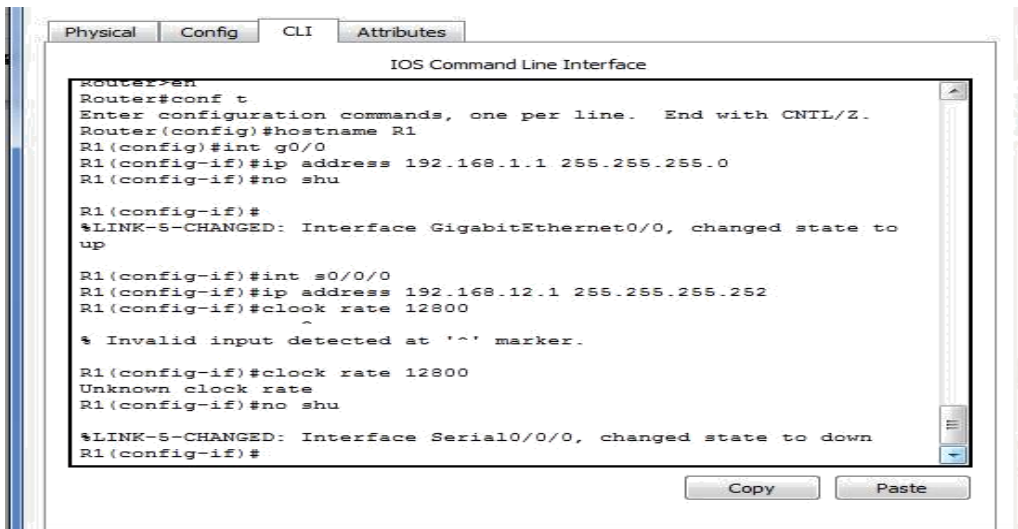 Physical Config CLI Attributes
IOS Command Line Interface
Router>en
Router#conf t
Enter configuration commands, one per line. End with CNTL/Z.
Router(config)#hostname R1
R1(config)#int g0/0
R1(config-if)#ip address 192.168.1.1 255.255.255.0
R1(config-if)#no shu
R1(config-if)#
%LINK-5-CHANGED: Interface GigabitEthernet0/0, changed state to
up
R1(config-if)#int s0/0/0
R1(config-if)#ip address 192.168.12.1 255.255.255.252
R1(config-if)#clook rate 12800
^
% Invalid input detected at '^' marker.
R1(config-if)#clock rate 12800
Unknown clock rate
R1(config-if)#no shu
%LINK-5-CHANGED: Interface Serial0/0/0, changed state to down
R1(config-if)#
Copy Paste